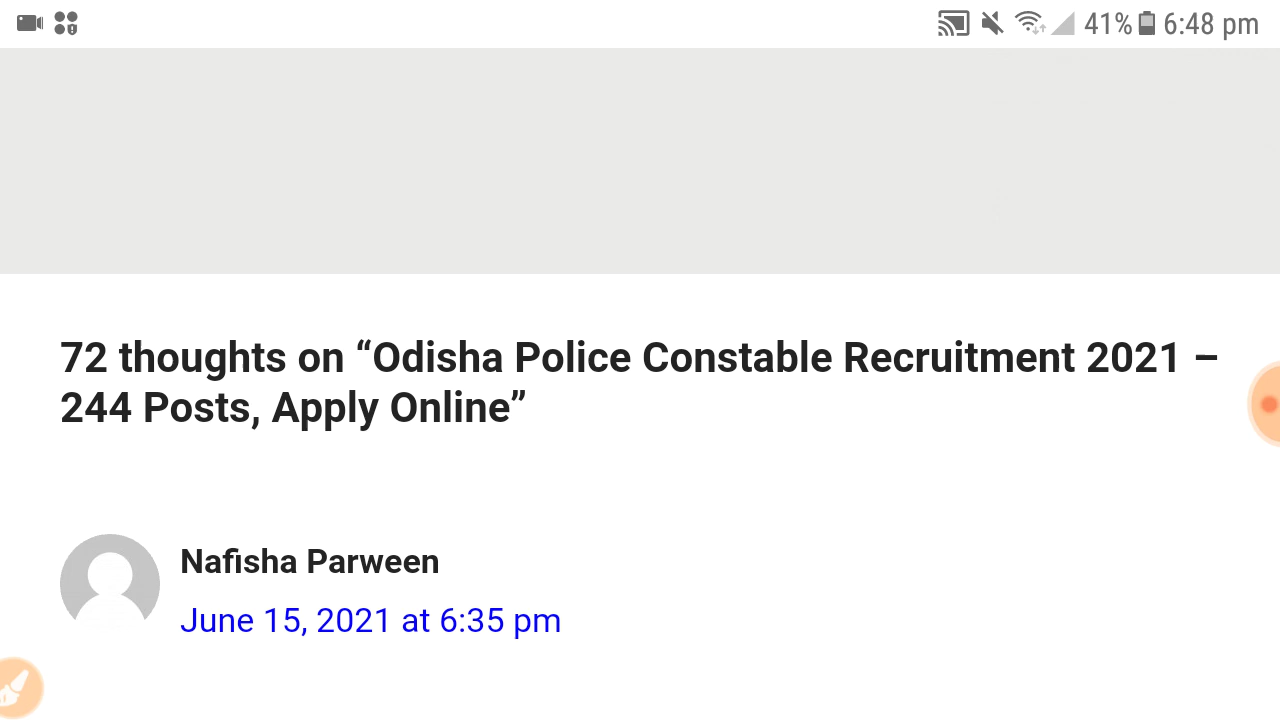 41% 6:48 pm
72 thoughts on “Odisha Police Constable Recruitment 2021 –
244 Posts, Apply Online”
Nafisha Parween
June 15, 2021 at 6:35 pm